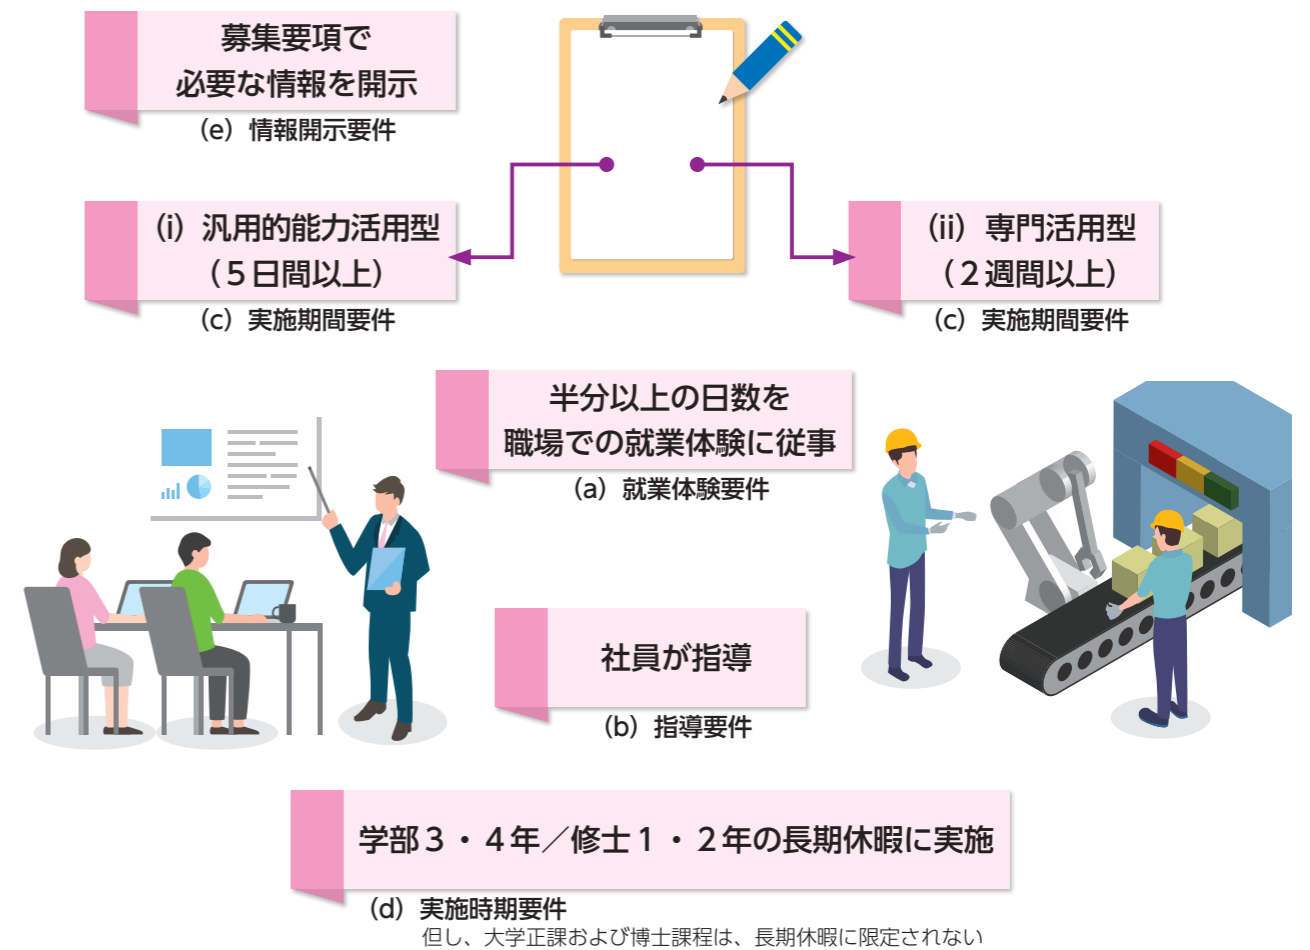 募集要項で
必要な情報を開示
（e）情報開示要件
（i）汎用的能力活用型
（５日間以上）
（c）実施期間要件
（ii）専門活用型
（２週間以上）
（c）実施期間要件
半分以上の日数を
職場での就業体験に従事
（a）就業体験要件
社員が指導
（b）指導要件
学部３・４年／修士１・２年の長期休暇に実施
（d）実施時期要件
但し、大学正課および博士課程は、長期休暇に限定されない